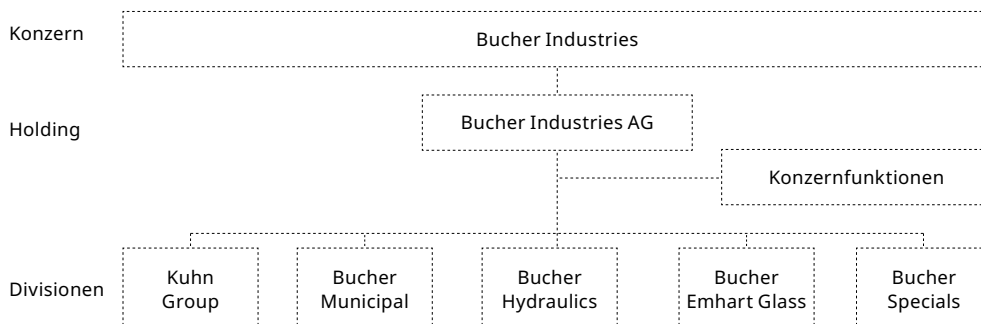 Konzern
Bucher Industries
Holding
Bucher Industries AG
Konzernfunktionen
Divisionen
Kuhn
Group
Bucher
Municipal
Bucher
Hydraulics
Bucher
Emhart Glass
Bucher
Specials